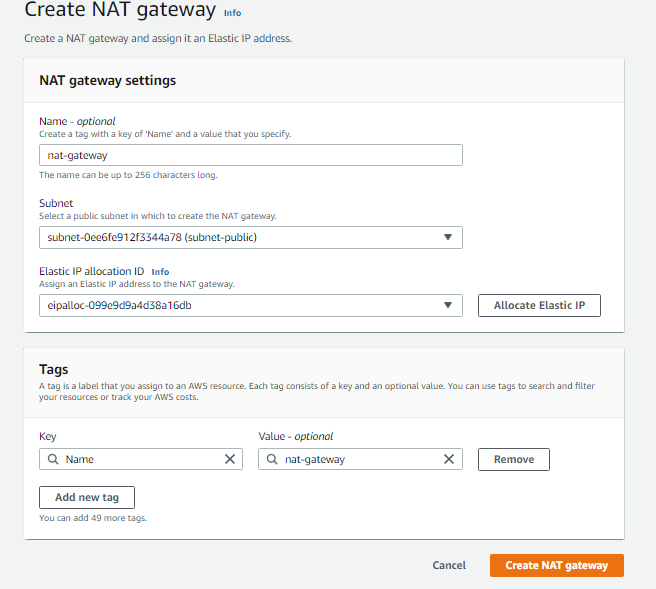 Create NAT gateway Info
Create a NAT gateway and assign it an Elastic IP address.
NAT gateway settings
Name - optional
Create a tag with a key of 'Name' and a value that you specify.
nat-gateway
The name can be up to 256 characters long.
Subnet
Select a public subnet in which to create the NAT gateway.
subnet-0ee6fe912f3344a78 (subnet-public)
Elastic IP allocation ID Info
Assign an Elastic IP address to the NAT gateway.
eipalloc-099e9d9a4d38a16db
Allocate Elastic IP
Tags
A tag is a label that you assign to an AWS resource. Each tag consists of a key and an optional value. You can use tags to search and filter
your resources or track your AWS costs.
Key
Value - optional
Name
nat-gateway
Remove
Add new tag
You can add 49 more tags.
Cancel
Create NAT gateway